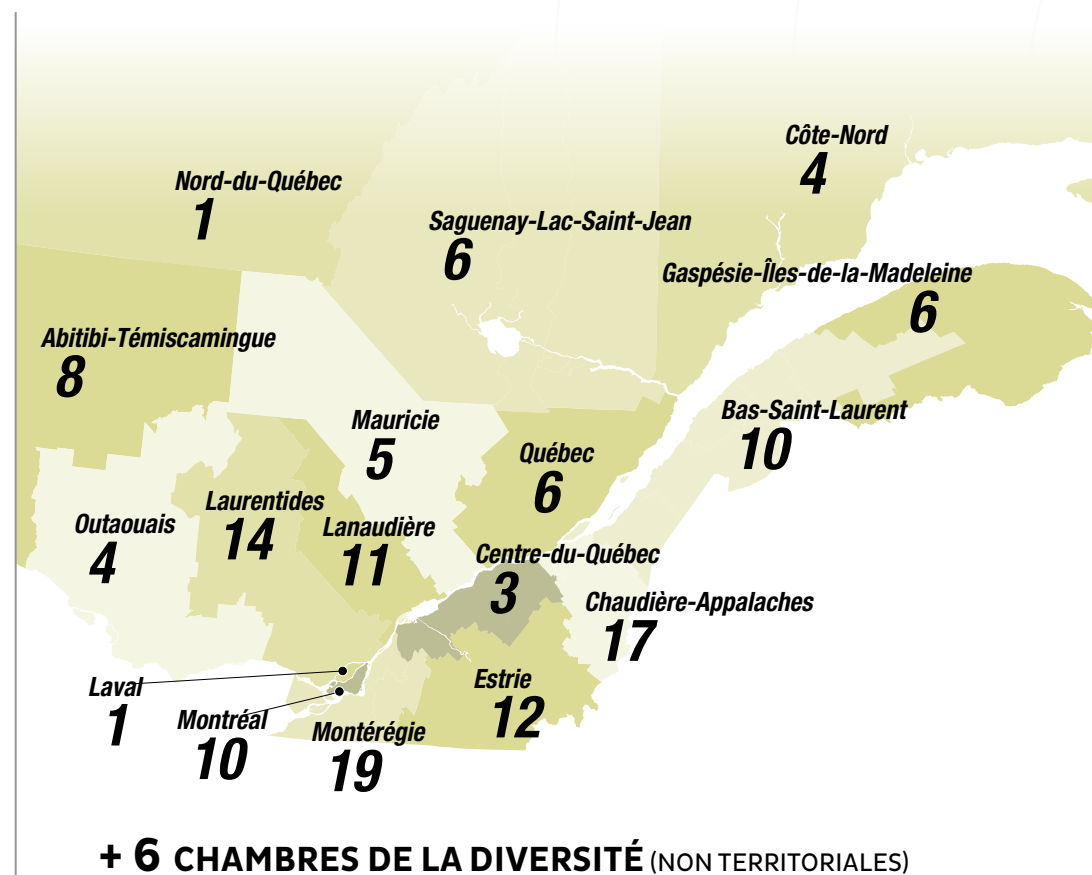 Côte-Nord
4
Nord-du-Québec
1
Saguenay-Lac-Saint-Jean
6
Gaspésie-Îles-de-la-Madeleine
6
Abitibi-Témiscamingue
8
Bas-Saint-Laurent
10
Mauricie
5
Québec
6
Laurentides
14
Outaouais
4
Lanaudière
11
Centre-du-Québec
3
Chaudière-Appalaches
17
Estrie
12
Laval
1
Montréal
10
Montérégie
19
+ 6 CHAMBRES DE LA DIVERSITÉ (NON TERRITORIALES)